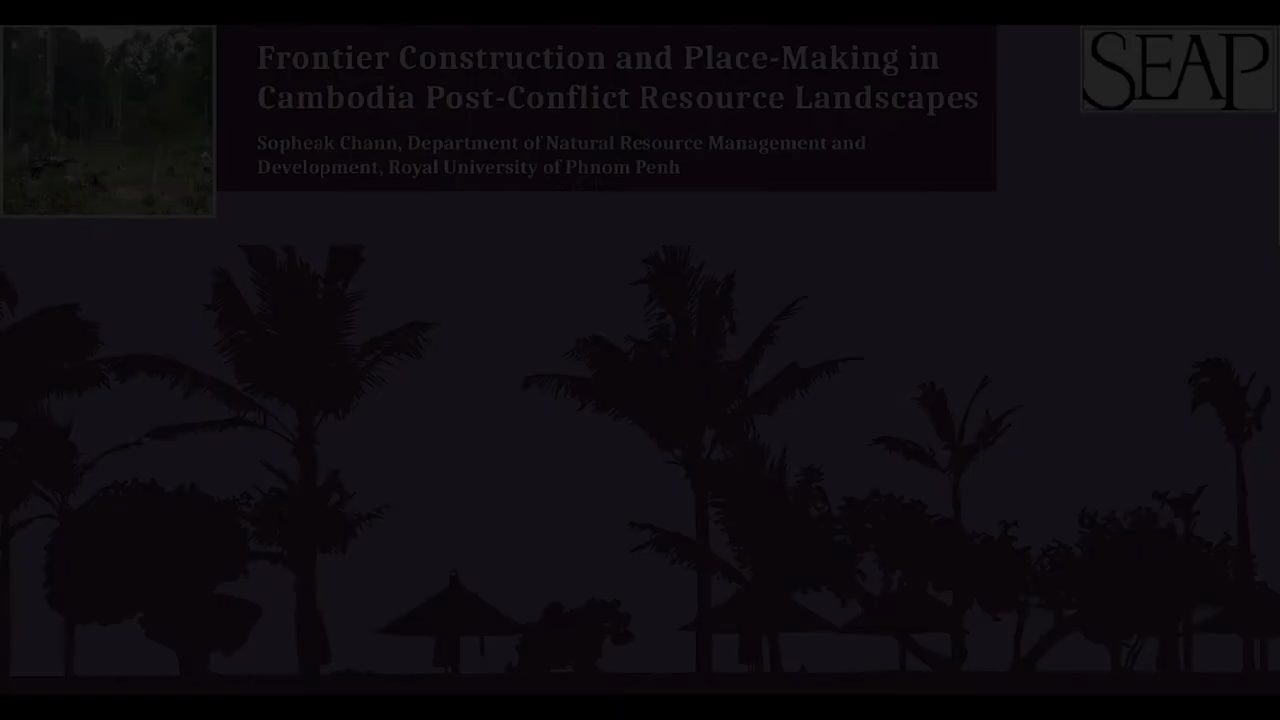 Frontier Construction and Place-Making in
Cambodia Post-Conflict Resource Landscapes
Sopheak Chann, Department of Natural Resource Management and
Development, Royal University of Phnom Penh
SEAP